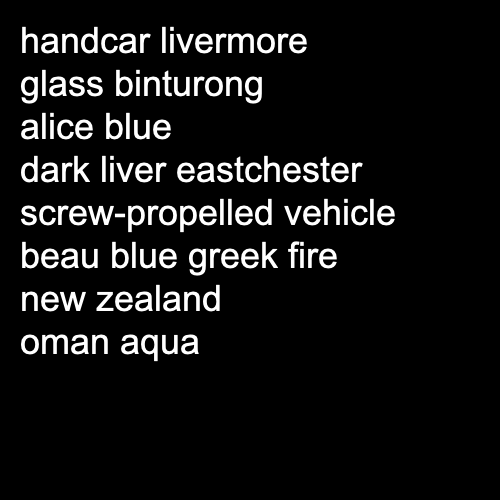 handcar livermore
glass binturong
alice blue
dark liver eastchester
screw-propelled vehicle
beau blue greek fire
new zealand
oman aqua